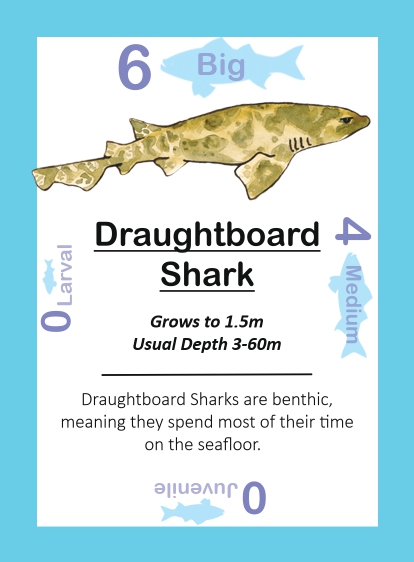 6 Big
Draughtboard
Shark
4 Medium
0 Larval
Grows to 1.5m
Usual Depth 3-60m
Draughtboard Sharks are benthic,
meaning they spend most of their time
on the seafloor.
0 Juvenile